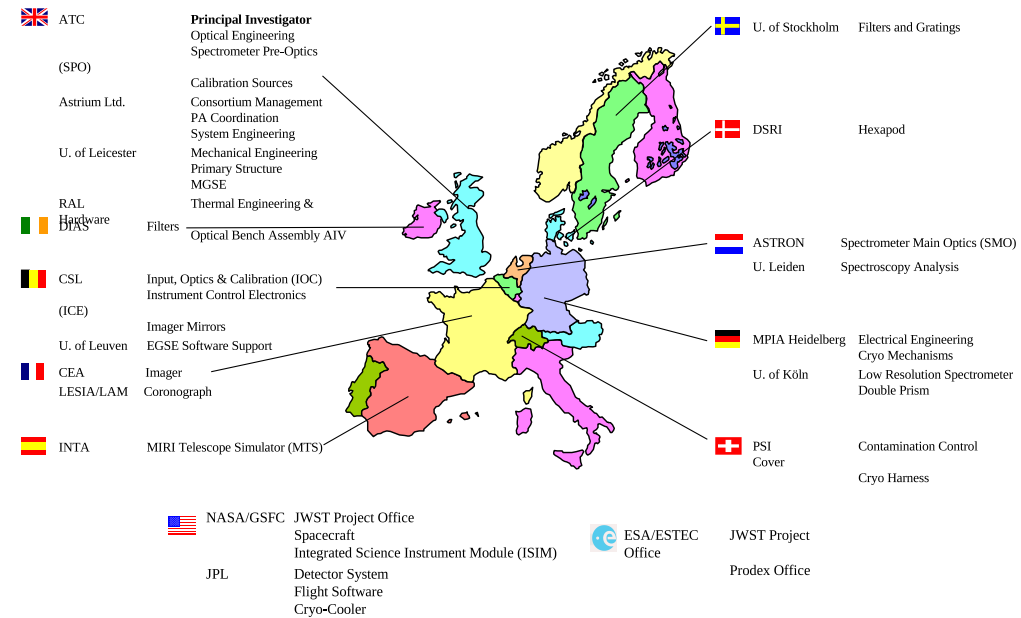 ATC Principal Investigator
Optical Engineering
Spectrometer Pre-Optics
(SPO)
Calibration Sources
Astrium Ltd. Consortium Management
PA Coordination
System Engineering
U. of Leicester Mechanical Engineering
Primary Structure
MGSE
RAL Thermal Engineering &
Hardware
DIAS Filters
Optical Bench Assembly AIV
CSL Input, Optics & Calibration (IOC)
Instrument Control Electronics
(ICE)
Imager Mirrors
U. of Leuven EGSE Software Support
CEA Imager
LESIA/LAM Coronograph
INTA MIRI Telescope Simulator (MTS)
U. of Stockholm Filters and Gratings
DSRI Hexapod
ASTRON Spectrometer Main Optics (SMO)
U. Leiden Spectroscopy Analysis
MPIA Heidelberg Electrical Engineering
Cryo Mechanisms
U. of Köln Low Resolution Spectrometer
Double Prism
PSI Contamination Control
Cover
Cryo Harness
NASA/GSFC JWST Project Office
Spacecraft
Integrated Science Instrument Module (ISIM)
JPL Detector System
Flight Software
Cryo-Cooler
ESA/ESTEC JWST Project
Office
Prodex Office